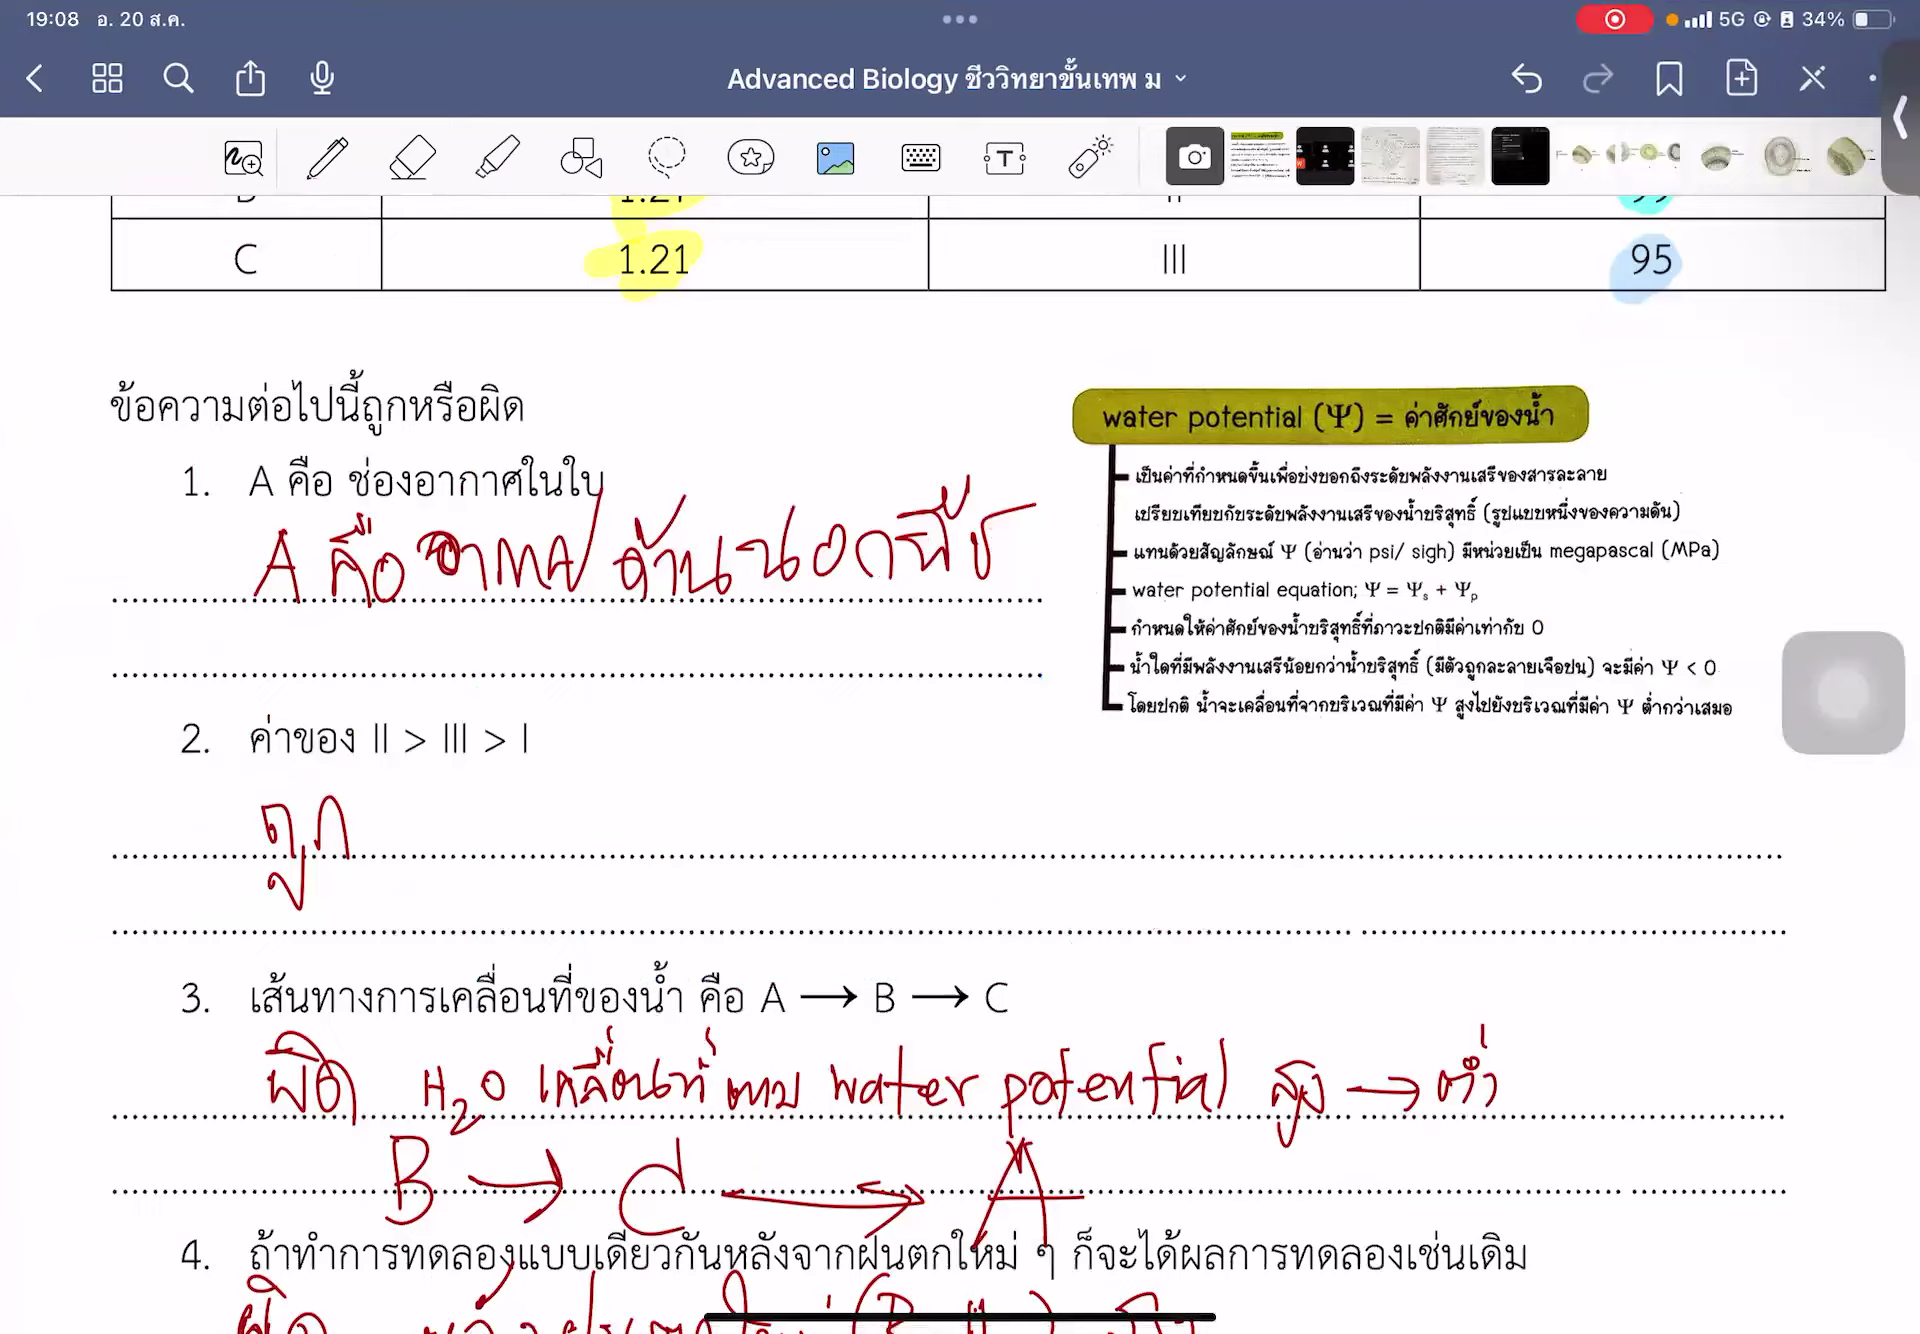 19:08 อ. 20 ส.ค.
5G 34%
Advanced Biology ชีววิทยาชั้นเทพ ม
1.21
C 1.21 III 95
ข้อความต่อไปนี้ถูกหรือผิด
1. A คือ ช่องอากาศในใบ
A คือ อากาศ ด้านนอกพืช
water potential (Ψ) = ค่าศักย์ของน้ำ
เป็นค่าที่กำหนดขึ้นเพื่อบ่งบอกถึงระดับพลังงานเสรีของสารละลาย
เปรียบเทียบกับระดับพลังงานเสรีของน้ำบริสุทธิ์ (รูปแบบหนึ่งของความดัน)
แทนด้วยสัญลักษณ์ Ψ (อ่านว่า psi/ sigh) มีหน่วยเป็น megapascal (MPa)
water potential equation; Ψ = Ψs + Ψp
กำหนดให้ค่าศักย์ของน้ำบริสุทธิ์ที่ภาวะปกติมีค่าเท่ากับ 0
น้ำใดที่มีพลังงานเสรีน้อยกว่าน้ำบริสุทธิ์ (มีตัวถูกละลายเจือปน) จะมีค่า Ψ < 0
โดยปกติ น้ำจะเคลื่อนที่จากบริเวณที่มีค่า Ψ สูงไปยังบริเวณที่มีค่า Ψ ต่ำกว่าเสมอ
2. ค่าของ II > III > I
ถูก
3. เส้นทางการเคลื่อนที่ของน้ำ คือ A → B → C
ผิด H2O เคลื่อนที่ ตาม water potential สูง → ต่ำ
B → C → A
4. ถ้าทำการทดลองแบบเดียวกันหลังจากฝนตกใหม่ ๆ ก็จะได้ผลการทดลองเช่นเดิม